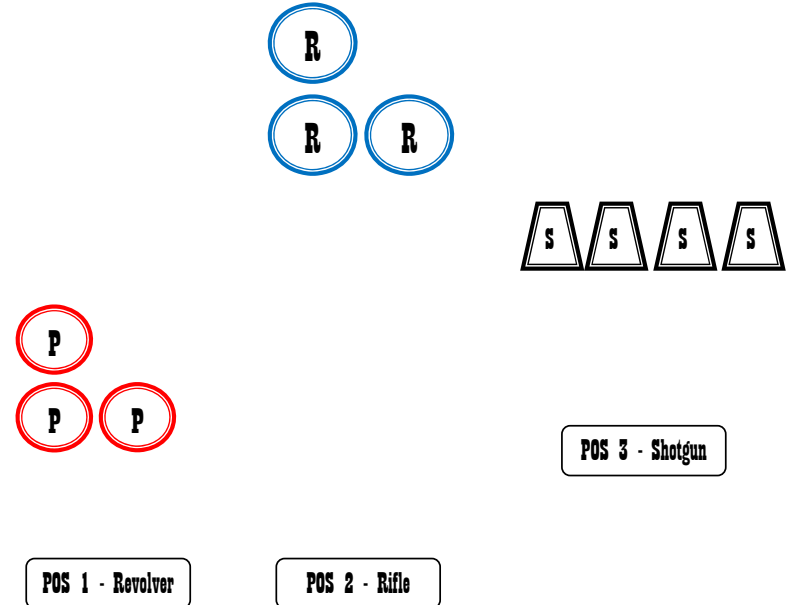 R
R R
S S S S
P
P P
POS 3 - Shotgun
POS 1 - Revolver
POS 2 - Rifle